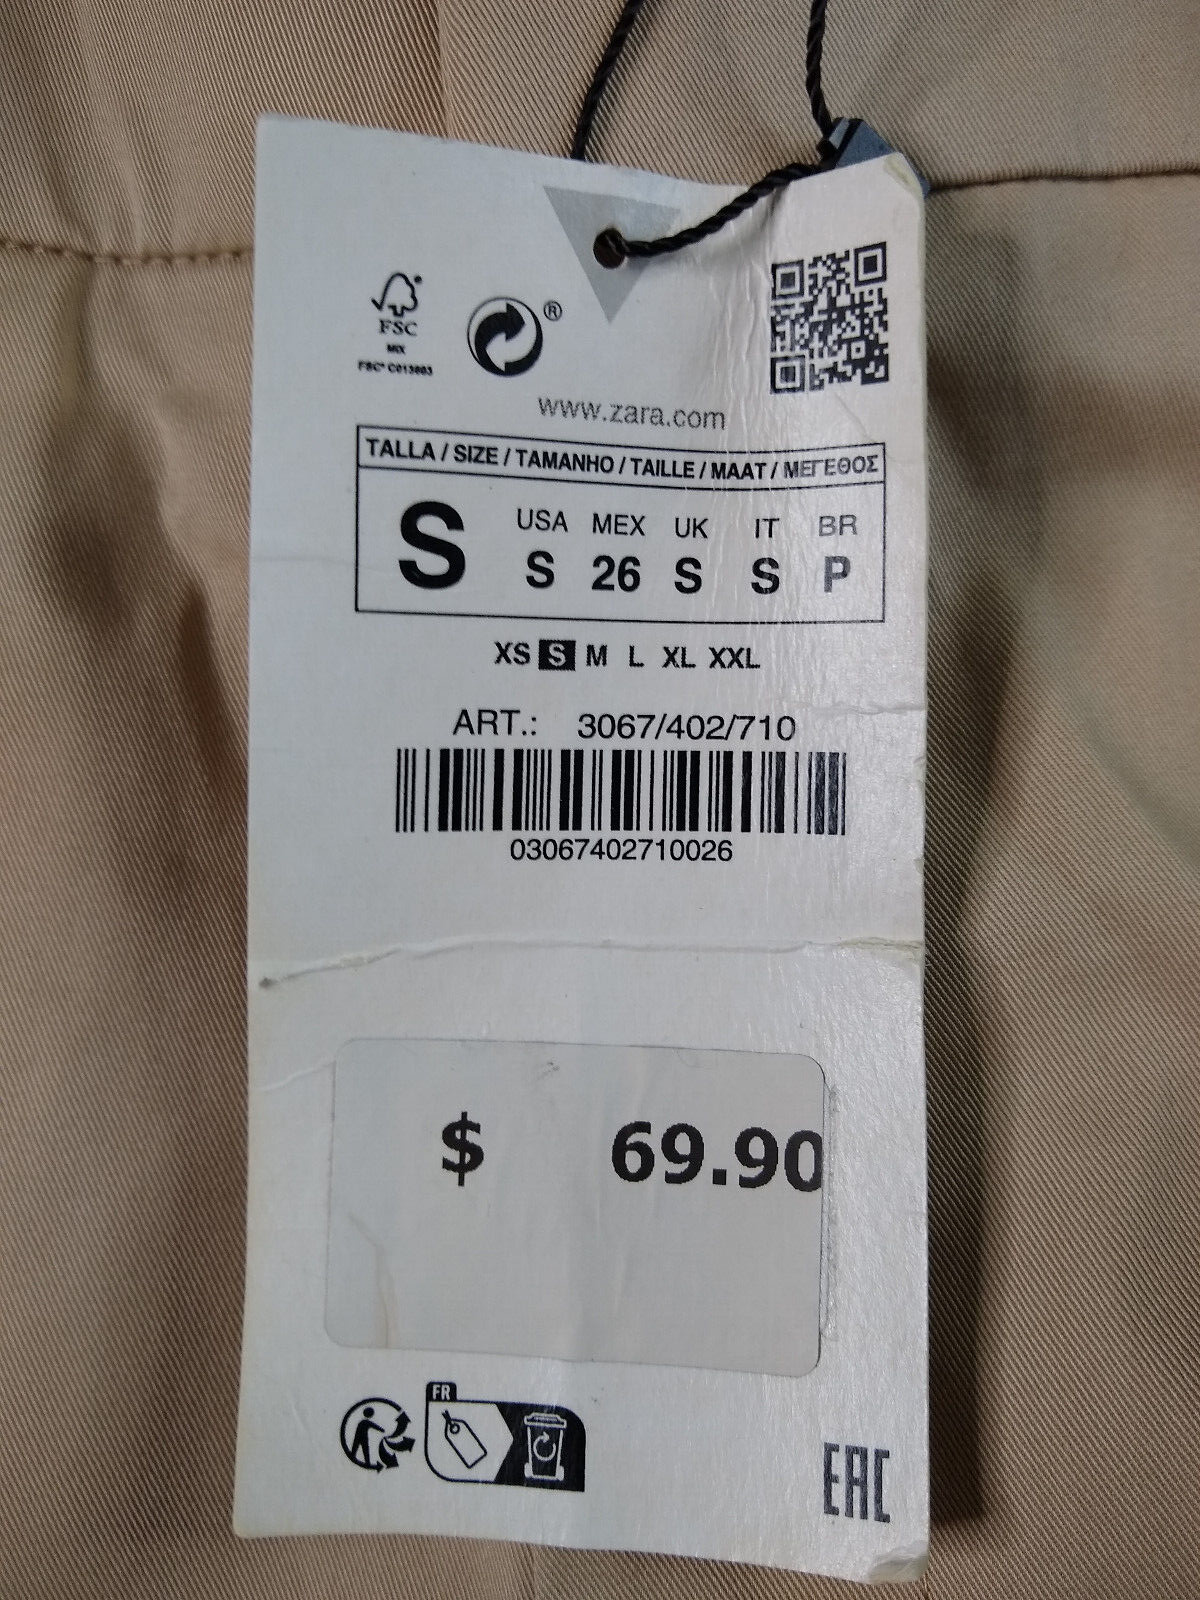 FSC
MIX
FSC® C013003
®
www.zara.com
TALLA / SIZE / TAMANHO / TAILLE / MAAT / ΜΕΓΕΘΟΣ
S
USA MEX UK IT BR
S 26 S S P
XS S M L XL XXL
ART.: 3067/402/710
03067402710026
$ 69.90
FR
EAC